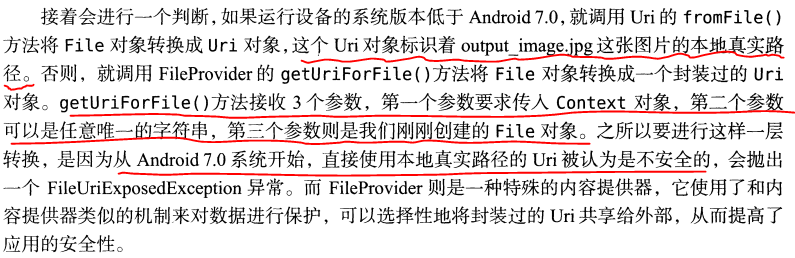 接着会进行一个判断，如果运行设备的系统版本低于 Android 7.0，就调用 Uri 的 fromFile()
方法将 File 对象转换成 Uri 对象，这个 Uri 对象标识着 output_image.jpg 这张图片的本地真实路
径。否则，就调用 FileProvider 的 getUriForFile()方法将 File 对象转换成一个封装过的 Uri
对象。getUriForFile()方法接收 3 个参数，第一个参数要求传入 Context 对象，第二个参数
可以是任意唯一的字符串，第三个参数则是我们刚刚创建的 File 对象。之所以要进行这样一层
转换，是因为从 Android 7.0 系统开始，直接使用本地真实路径的 Uri 被认为是不安全的，会抛出
一个 FileUriExposedException 异常。而 FileProvider 则是一种特殊的内容提供器，它使用了和内
容提供器类似的机制来对数据进行保护，可以选择性地将封装过的 Uri 共享给外部，从而提高了
应用的安全性。